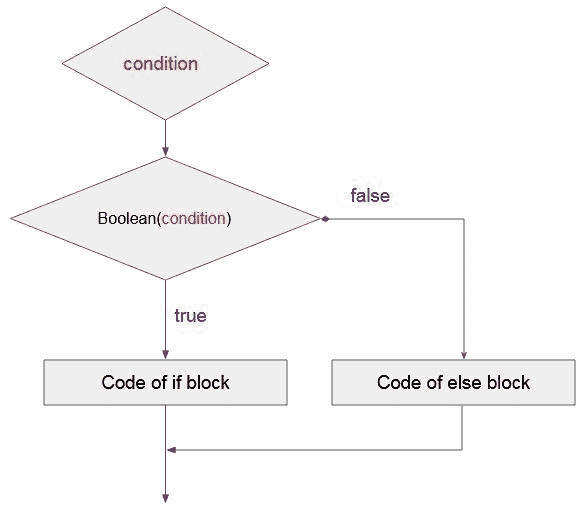 condition
Boolean(condition)
false
true
Code of if block
Code of else block